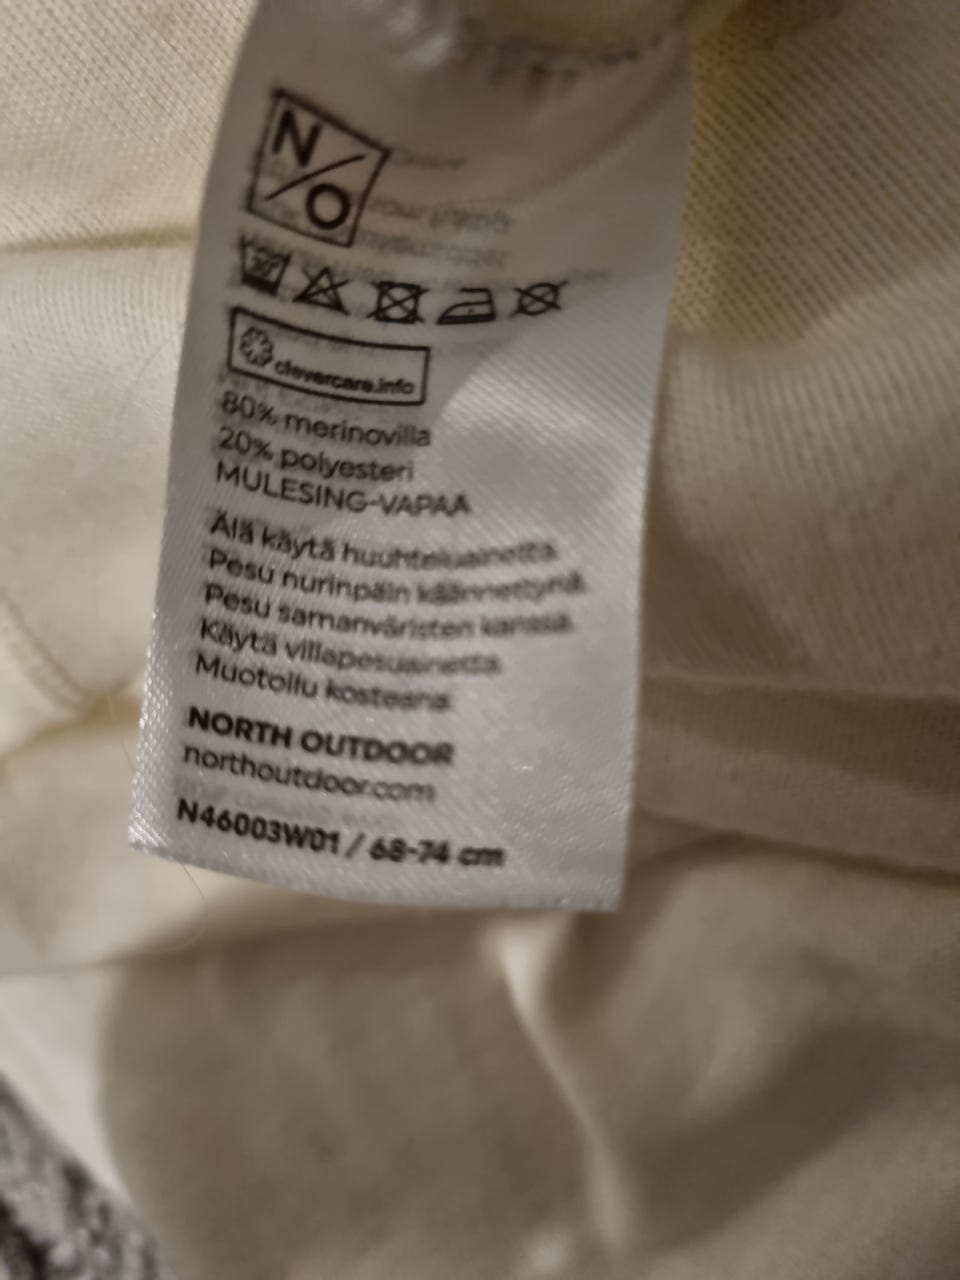 N/O
clevercare.info
80% merinovilla
20% polyesteri
MULESING-VAPAA
Älä käytä huuhteluainetta.
Pesu nurinpäin käännettynä.
Pesu samanväristen kanssa.
Käytä villapesuainetta.
Muotoilu kosteana.
NORTH OUTDOOR
northoutdoor.com
N46003W01 / 68-74 cm